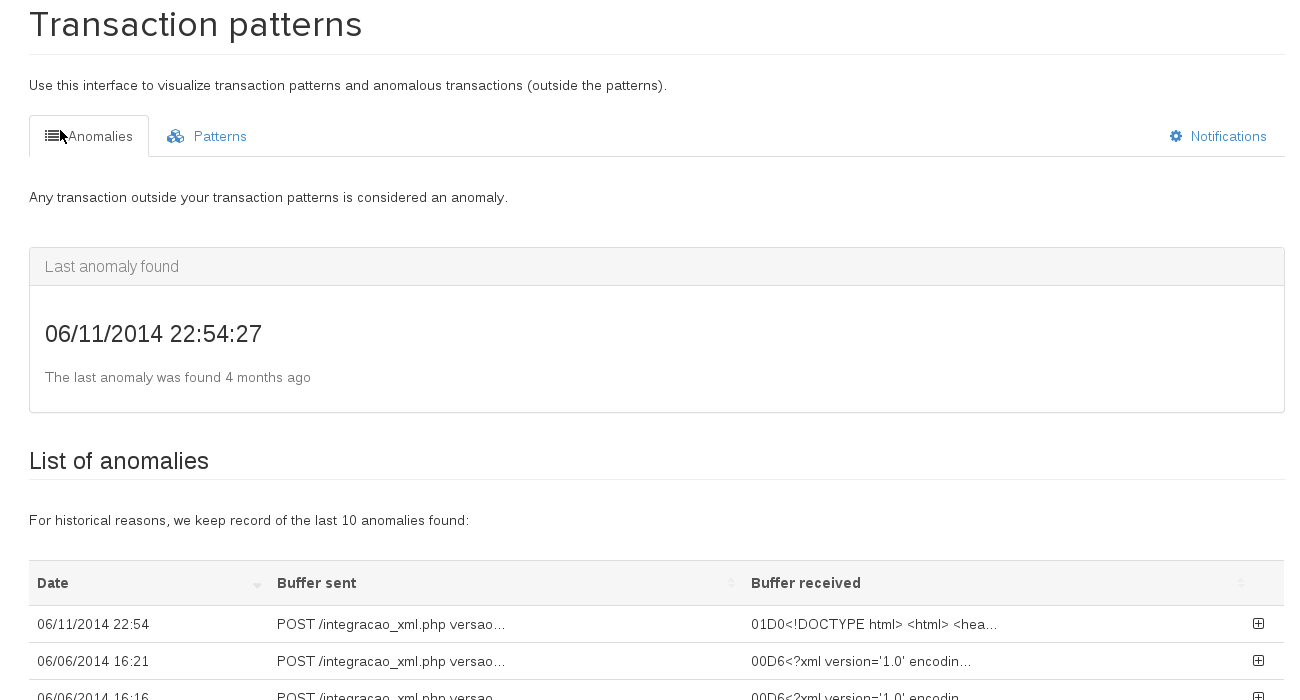 Transaction patterns
Use this interface to visualize transaction patterns and anomalous transactions (outside the patterns).
Anomalies Patterns Notifications
Any transaction outside your transaction patterns is considered an anomaly.
Last anomaly found
06/11/2014 22:54:27
The last anomaly was found 4 months ago
List of anomalies
For historical reasons, we keep record of the last 10 anomalies found:
Date Buffer sent Buffer received
06/11/2014 22:54 POST /integracao_xml.php versao... 01D0<!DOCTYPE html> <html> <hea...
06/06/2014 16:21 POST /integracao_xml.php versao... 00D6<?xml version='1.0' encodin...
06/06/2014 16:16 POST /integracao_xml.php versao... 00D6<?xml version='1.0' encodin...